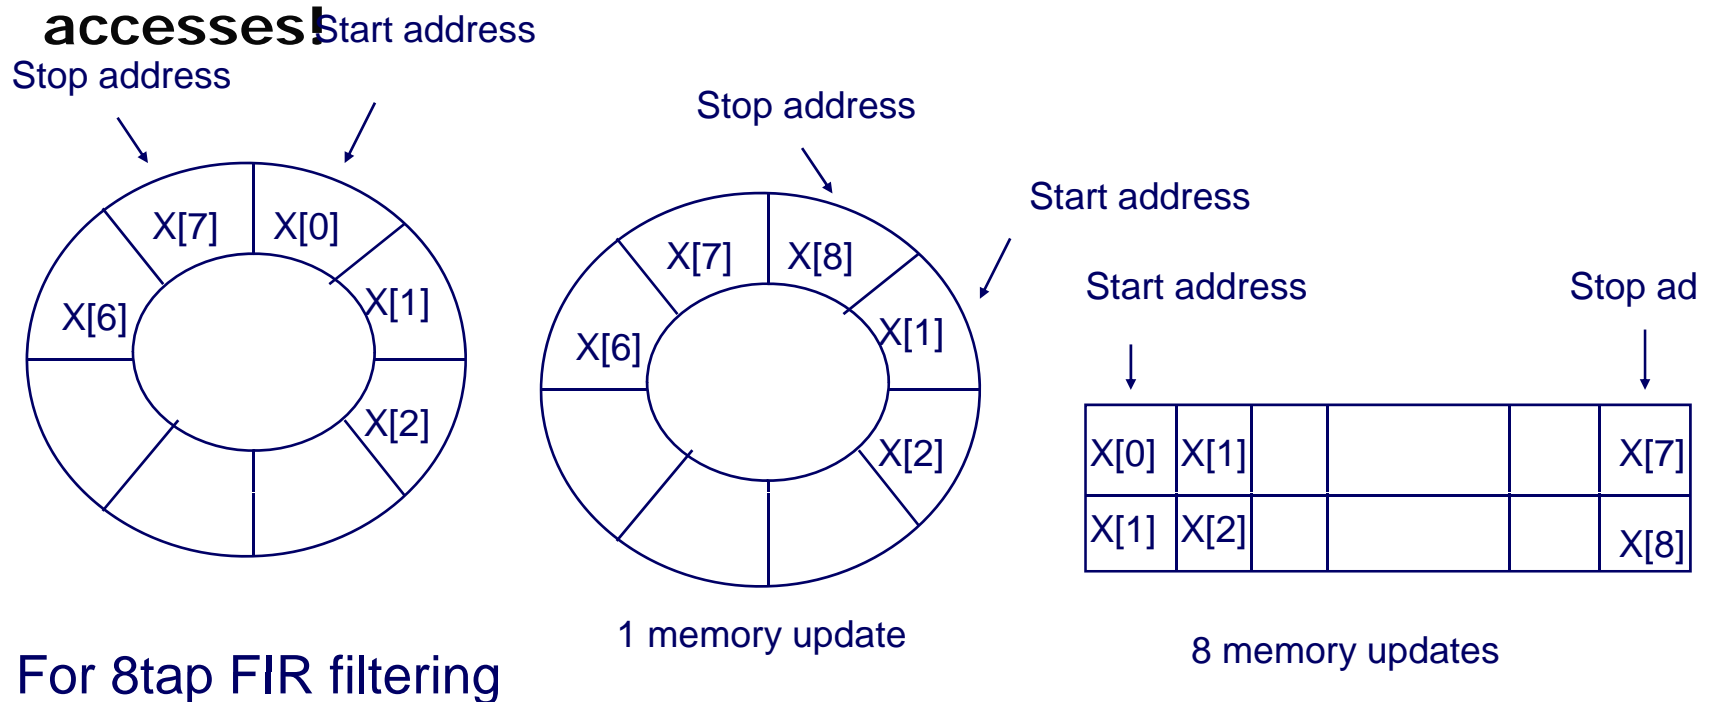 accesses!
Start address
Stop address
X[7] X[0]
X[6] X[1]
X[2]
Stop address
Start address
X[7] X[8]
X[6] X[1]
X[2]
1 memory update
Start address
Stop ad
X[0] X[1] X[7]
X[1] X[2] X[8]
8 memory updates
For 8tap FIR filtering